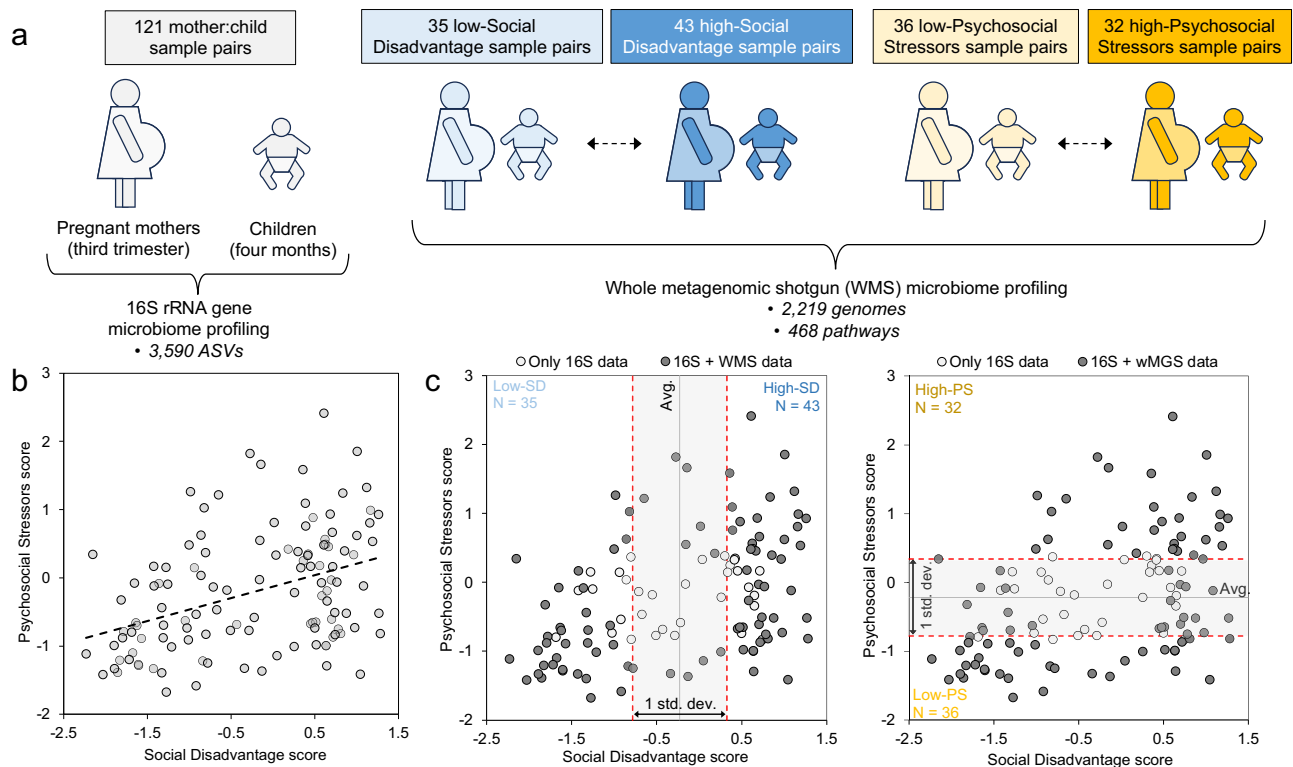 a
121 mother:child
sample pairs
35 low-Social
Disadvantage sample pairs
43 high-Social
Disadvantage sample pairs
36 low-Psychosocial
Stressors sample pairs
32 high-Psychosocial
Stressors sample pairs
Pregnant mothers
(third trimester)
Children
(four months)
16S rRNA gene
microbiome profiling
• 3,590 ASVs
Whole metagenomic shotgun (WMS) microbiome profiling
• 2,219 genomes
• 468 pathways
b
Psychosocial Stressors score
3
2
1
0
-1
-2
-2.5
-1.5
-0.5
0.5
1.5
Social Disadvantage score
c
Only 16S data
16S + WMS data
Low-SD
N = 35
Avg.
High-SD
N = 43
1 std. dev.
Psychosocial Stressors score
3
2
1
0
-1
-2
-2.5
-1.5
-0.5
0.5
1.5
Social Disadvantage score
Only 16S data
16S + wMGS data
High-PS
N = 32
1 std. dev.
Avg.
Low-PS
N = 36
Psychosocial Stressors score
3
2
1
0
-1
-2
-2.5
-1.5
-0.5
0.5
1.5
Social Disadvantage score